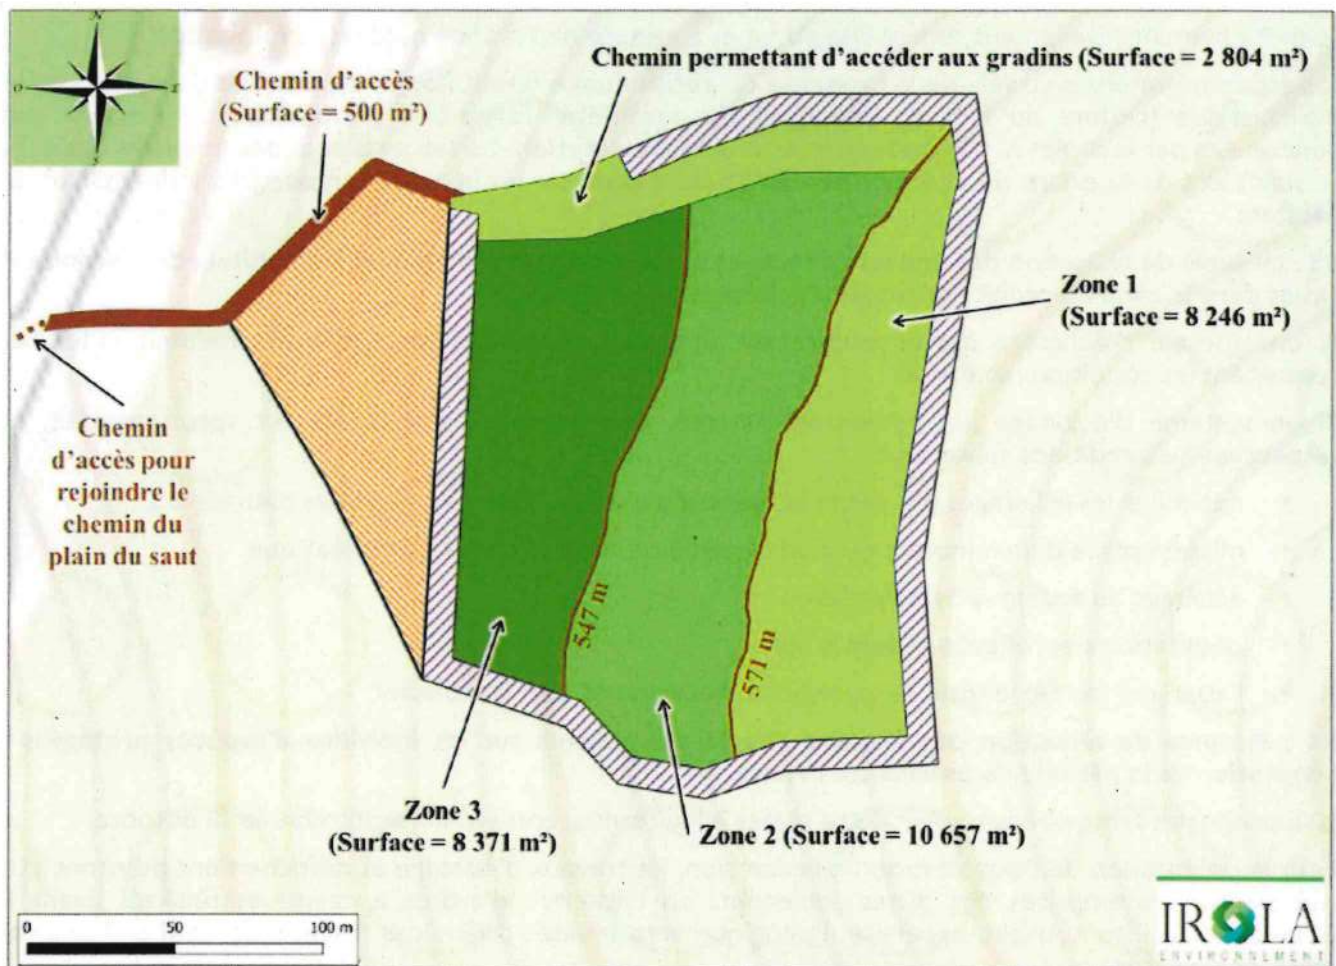 N
Chemin permettant d'accéder aux gradins (Surface = 2 804 m²)
Chemin d'accès
(Surface = 500 m²)
o
E
Zone 1
(Surface = 8 246 m²)
Chemin
d'accès pour
rejoindre le
chemin du
plain du saut
547 m
571 m
Zone 3
(Surface = 8 371 m²)
Zone 2 (Surface = 10 657 m²)
0 50 100 m
IROLA
ENVIRONNEMENT